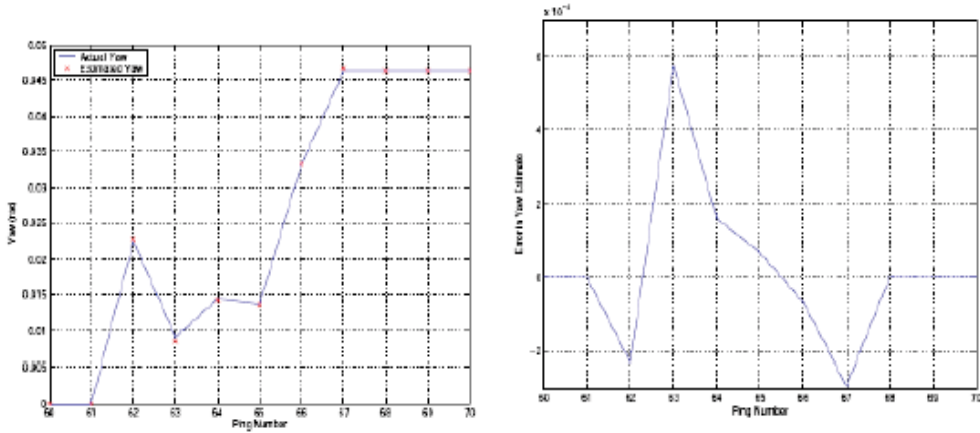 0.05
Actual Yaw
Estimated Yaw
0.045
0.04
0.035
0.03
0.025
0.02
0.015
0.01
0.005
0
Yaw (rad)
60 61 62 63 64 65 66 67 68 69 70
Ping Number
6
4
2
0
-2
Error in Yaw Estimate
60 61 62 63 64 65 66 67 68 69 70
Ping Number